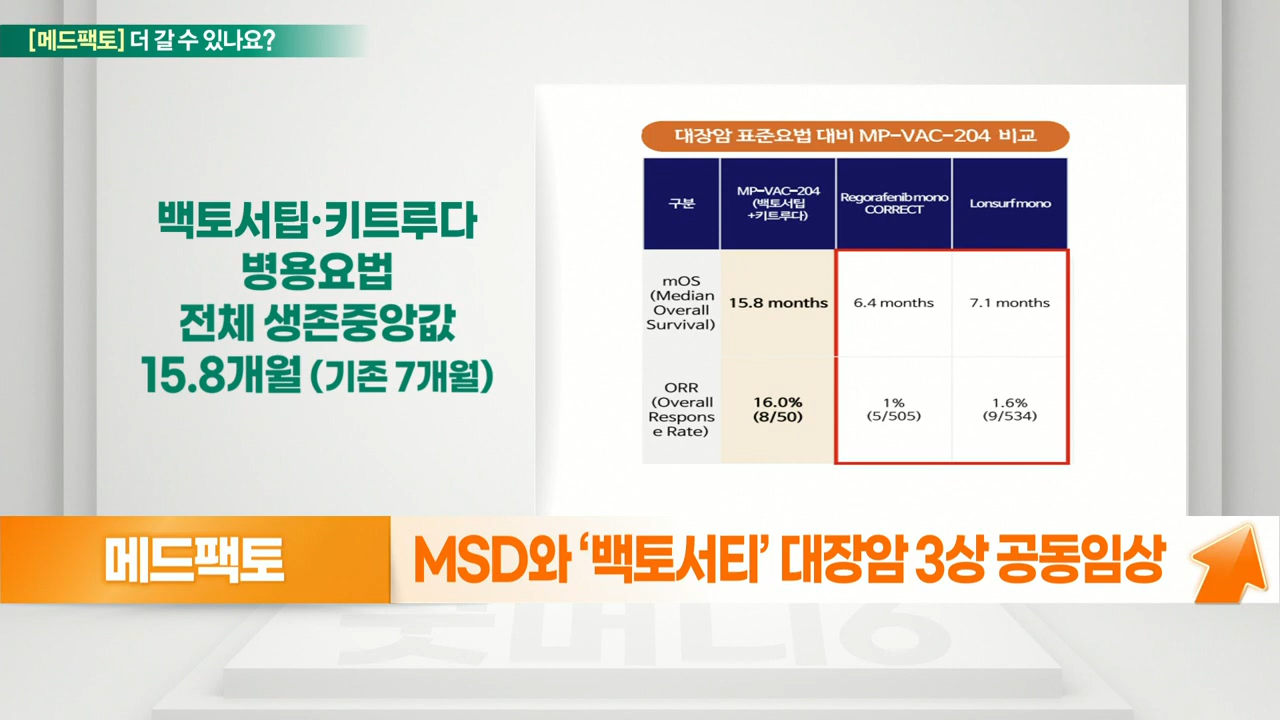 [메드팩토] 더 갈 수 있나요?
백토서팁·키트루다
병용요법
전체 생존중앙값
15.8개월 (기존 7개월)
대장암 표준요법 대비 MP-VAC-204 비교
구분
MP-VAC-204
(백토서팁
+키트루다)
Regorafenib mono
CORRECT
Lonsurf mono
mOS
(Median
Overall
Survival)
15.8 months
6.4 months
7.1 months
ORR
(Overall
Respons
e Rate)
16.0%
(8/50)
1%
(5/505)
1.6%
(9/534)
메드팩토
MSD와 ‘백토서티’ 대장암 3상 공동임상
굿머니6